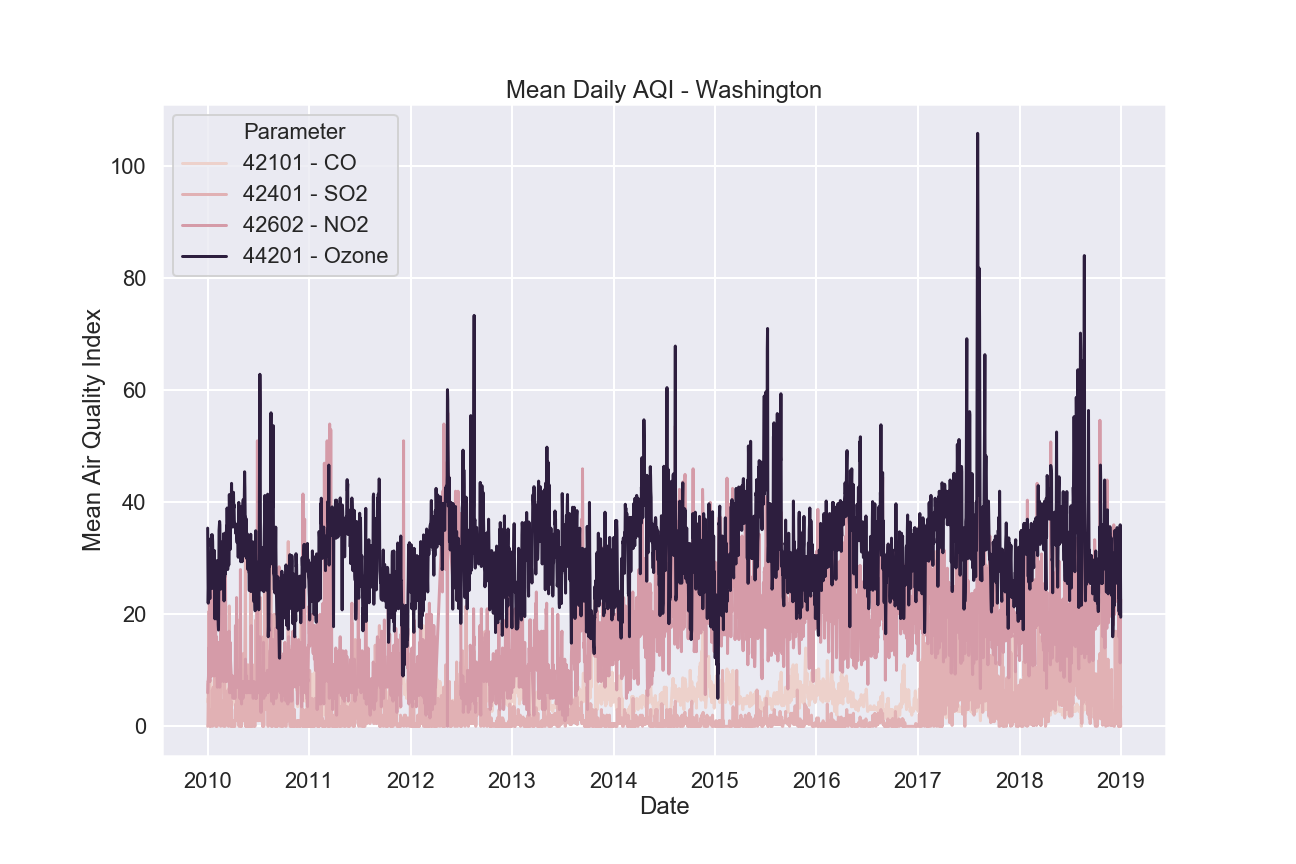 Mean Daily AQI - Washington
Parameter
42101 - CO
42401 - SO2
42602 - NO2
44201 - Ozone
Mean Air Quality Index
100
80
60
40
20
0
2010 2011 2012 2013 2014 2015 2016 2017 2018 2019
Date